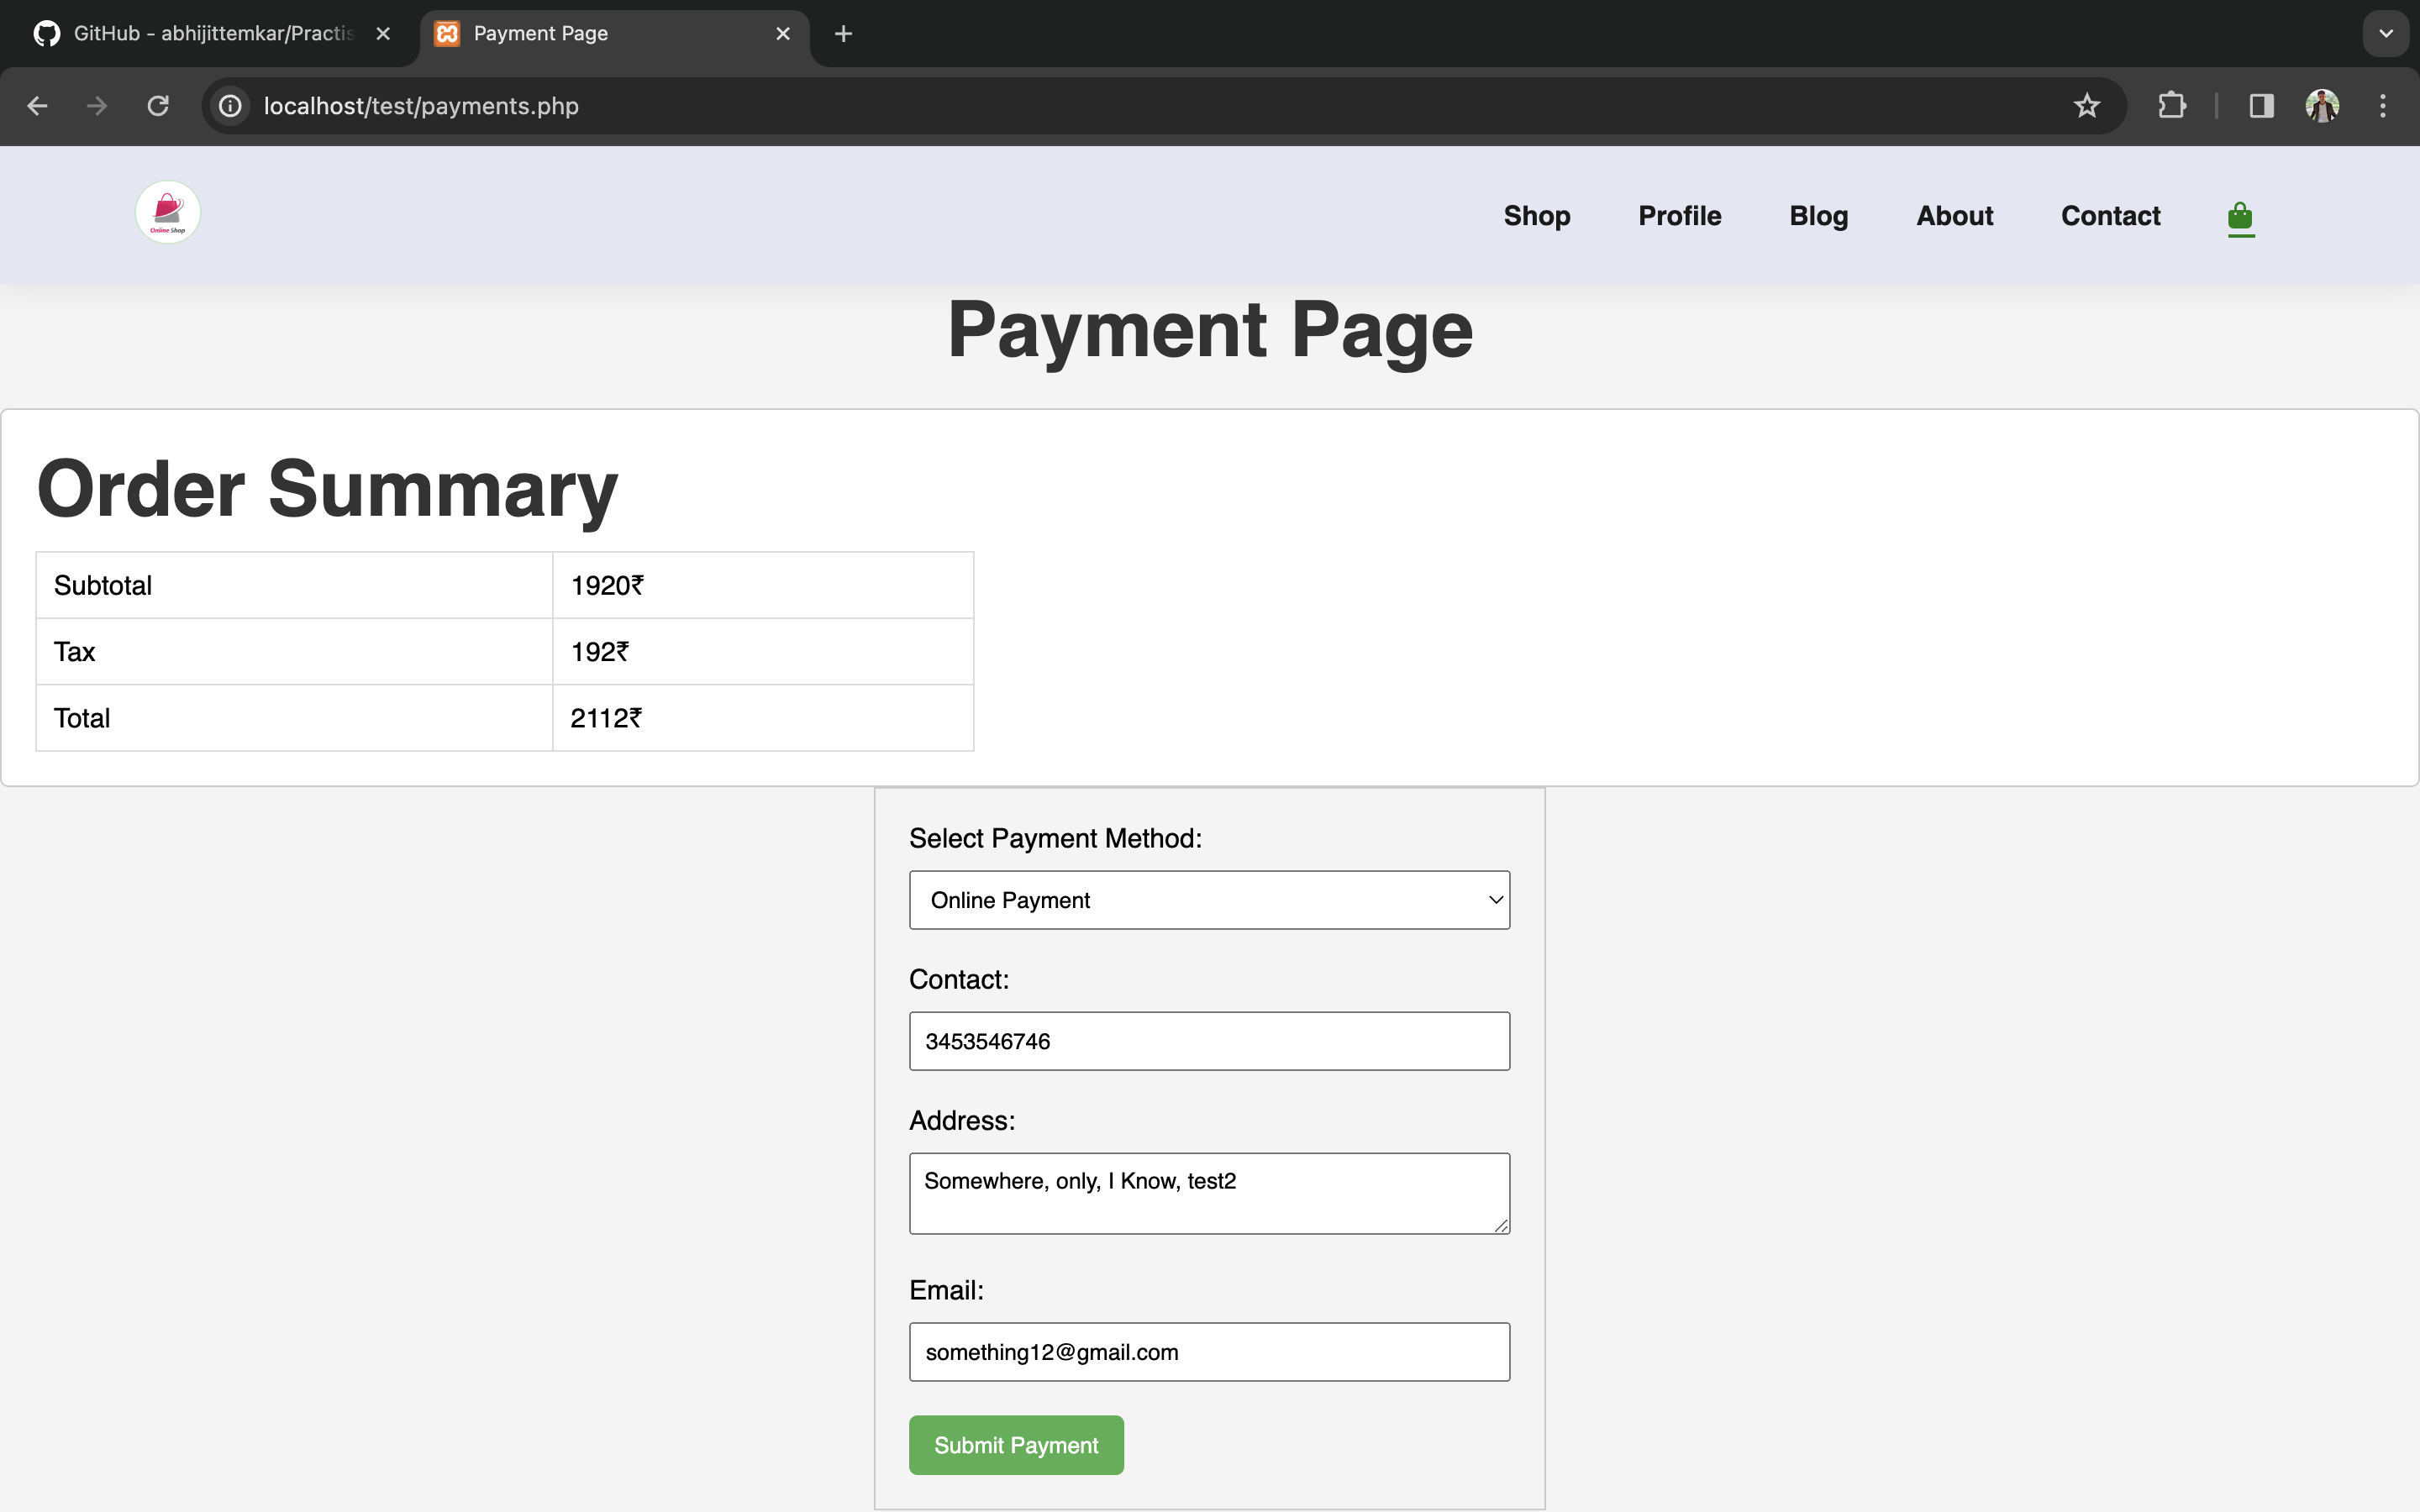 GitHub - abhijittemkar/Practis
Payment Page
localhost/test/payments.php
Online Shop
Shop Profile Blog About Contact
Payment Page
Order Summary
Subtotal 1920₹
Tax 192₹
Total 2112₹
Select Payment Method:
Online Payment
Contact:
3453546746
Address:
Somewhere, only, I Know, test2
Email:
something12@gmail.com
Submit Payment